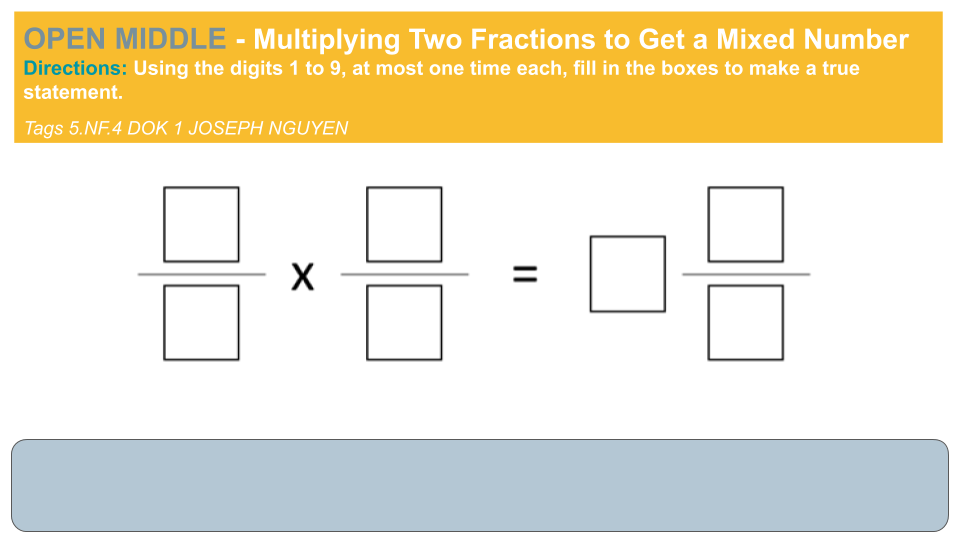 OPEN MIDDLE - Multiplying Two Fractions to Get a Mixed Number
Directions: Using the digits 1 to 9, at most one time each, fill in the boxes to make a true
statement.
Tags 5.NF.4 DOK 1 JOSEPH NGUYEN
x =